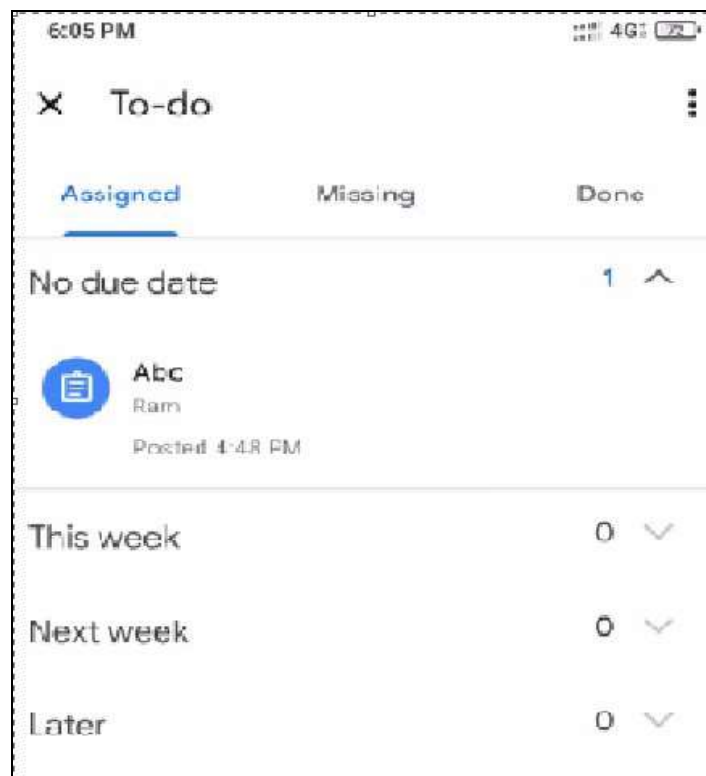 6:05 PM 4G 72
To-do
Assigned Missing Done
No due date 1
Abc
Ram
Posted 4:48 PM
This week 0
Next week 0
Later 0